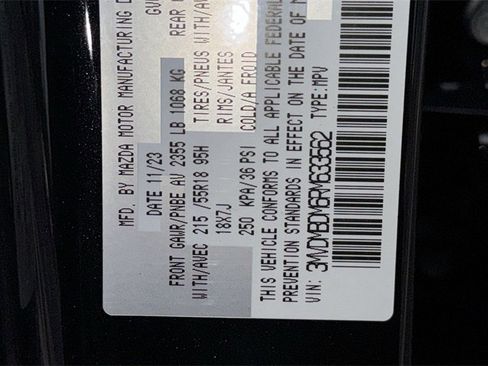 MFD. BY MAZDA MOTOR MANUFACTURING D
DATE 11/23 GV
FRONT GAWR/PNBE AV 2355 LB 1068 KG REAR
WITH/AVEC 215 /55R18 95H TIRES/PNEUS WITH/AV
18X7J RIMS/JANTES
250 KPA/36 PSI COLD/A FROID
THIS VEHICLE CONFORMS TO ALL APPLICABLE FEDERAL
PREVENTION STANDARDS IN EFFECT ON THE DATE OF M
VIN: 3MVDMBDM6RM633562 TYPE: MPV